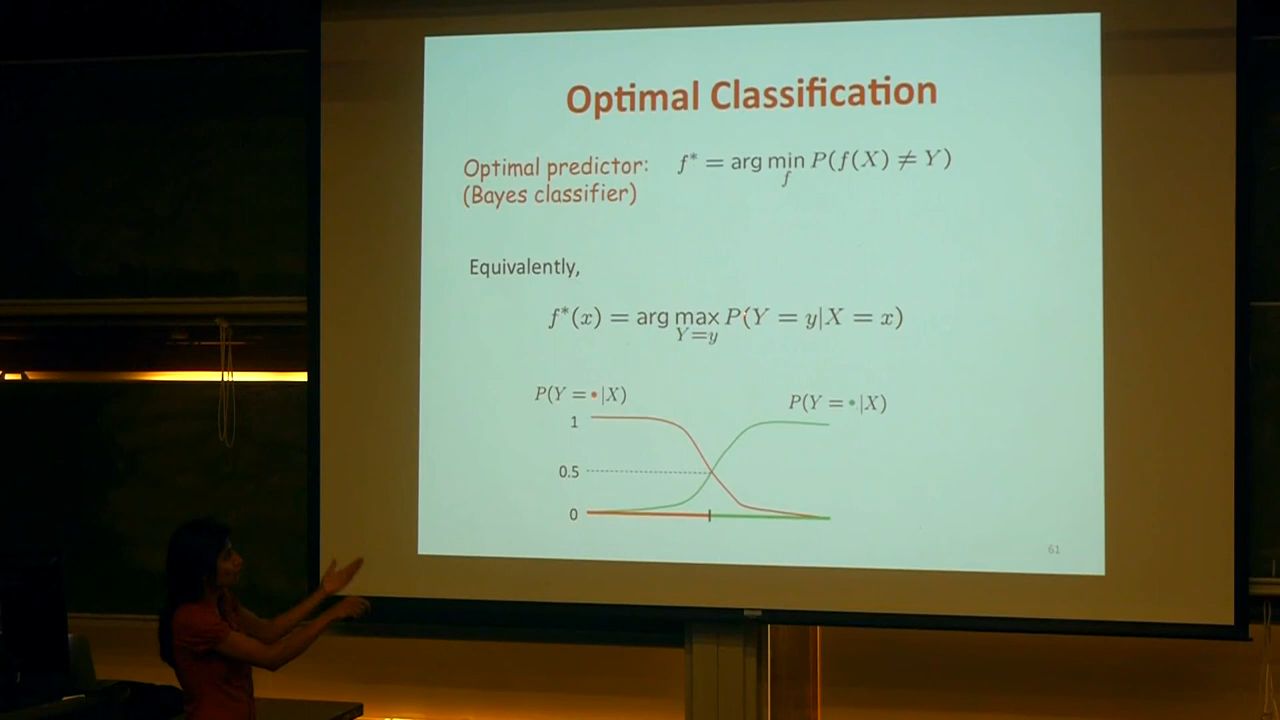 Optimal Classification
Optimal predictor: f* = arg min P(f(X) ≠ Y)
f
(Bayes classifier)
Equivalently,
f*(x) = arg max P(Y = y|X = x)
Y=y
P(Y = •|X)
P(Y = •|X)
1
0.5
0
61